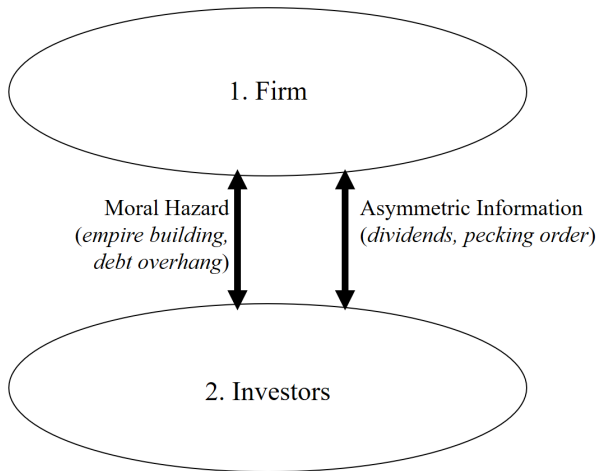 1. Firm
Moral Hazard
(empire building,
debt overhang)
Asymmetric Information
(dividends, pecking order)
2. Investors